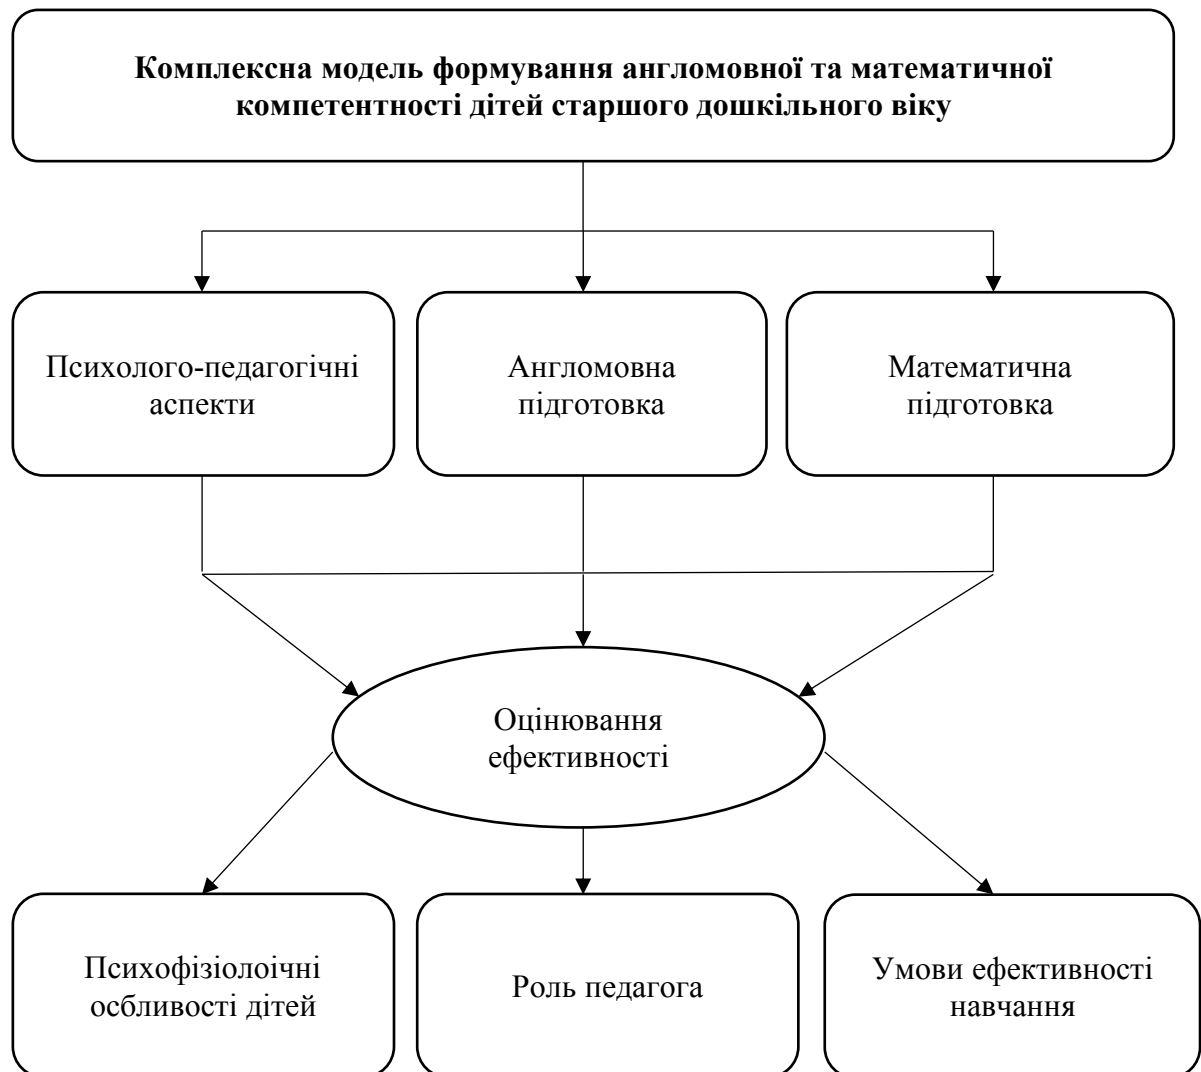 Комплексна модель формування англомовної та математичної
компетентності дітей старшого дошкільного віку
Психолого-педагогічні
аспекти
Англомовна
підготовка
Математична
підготовка
Оцінювання
ефективності
Психофізіолоічні
осбливості дітей
Роль педагога
Умови ефективності
навчання